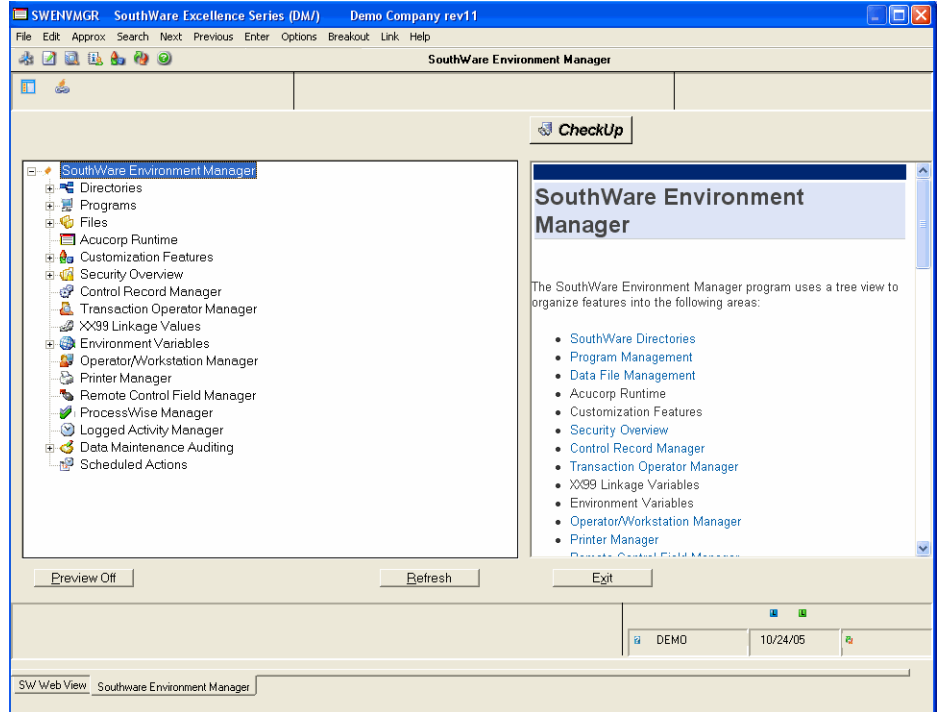 SWENVMGR SouthWare Excellence Series (DM/) Demo Company rev11
File Edit Approx Search Next Previous Enter Options Breakout Link Help
SouthWare Environment Manager
CheckUp
SouthWare Environment Manager
Directories
Programs
Files
Acucorp Runtime
Customization Features
Security Overview
Control Record Manager
Transaction Operator Manager
XX99 Linkage Values
Environment Variables
Operator/Workstation Manager
Printer Manager
Remote Control Field Manager
ProcessWise Manager
Logged Activity Manager
Data Maintenance Auditing
Scheduled Actions
SouthWare Environment
Manager
The SouthWare Environment Manager program uses a tree view to
organize features into the following areas:
SouthWare Directories
Program Management
Data File Management
Acucorp Runtime
Customization Features
Security Overview
Control Record Manager
Transaction Operator Manager
XX99 Linkage Variables
Environment Variables
Operator/Workstation Manager
Printer Manager
Remote Control Field Manager
Preview Off Refresh Exit
DEMO 10/24/05
SW Web View Southware Environment Manager